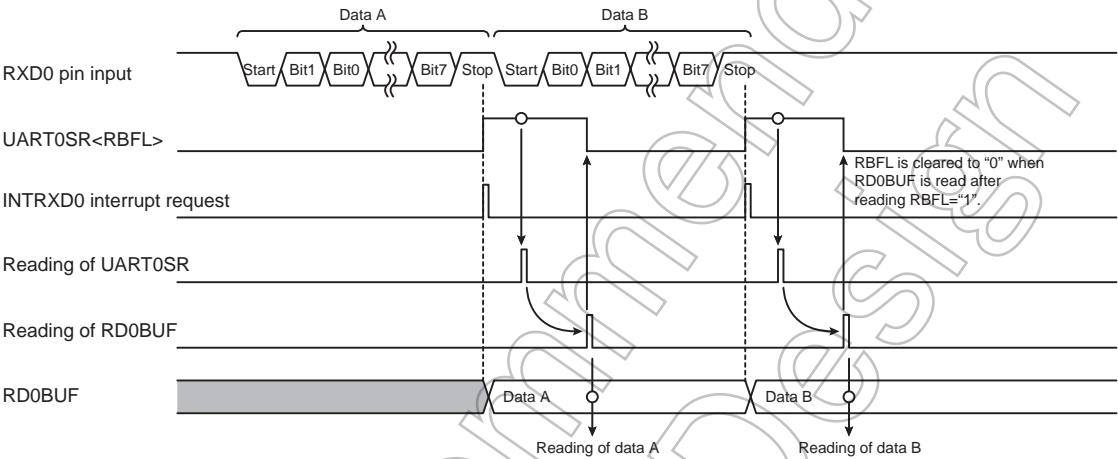 Data A
Data B
RXD0 pin input
Start Bit1 Bit0 Bit7 Stop Start Bit0 Bit1 Bit7 Stop
UART0SR<RBFL>
RBFL is cleared to “0” when
RD0BUF is read after
reading RBFL=“1”.
INTRXD0 interrupt request
Reading of UART0SR
Reading of RD0BUF
RD0BUF
Data A
Data B
Reading of data A
Reading of data B